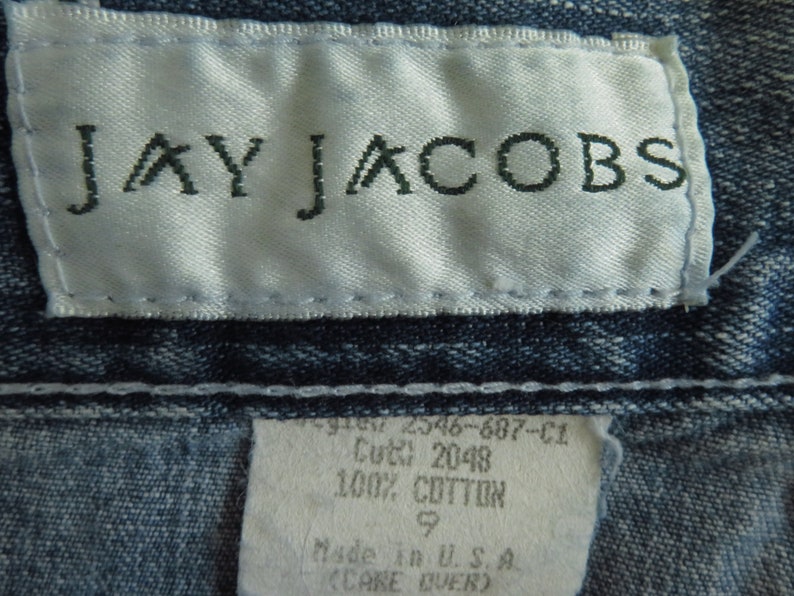 JAY JACOBS
2546-687-C1
Cut# 2048
100% COTTON
9
Made in U.S.A.
(CARE OVER)